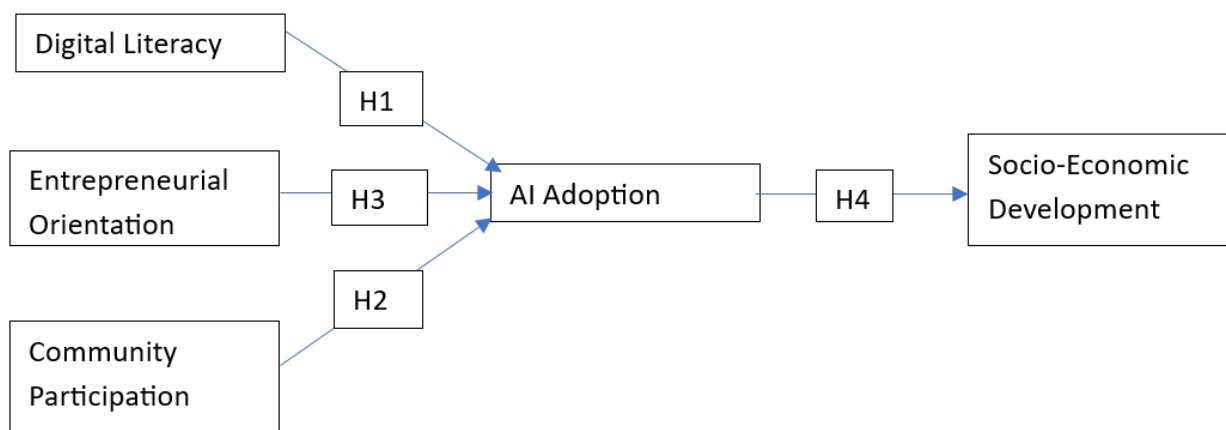 Digital Literacy
H1
Entrepreneurial
Orientation
H3
AI Adoption
H4
Socio-Economic
Development
H2
Community
Participation